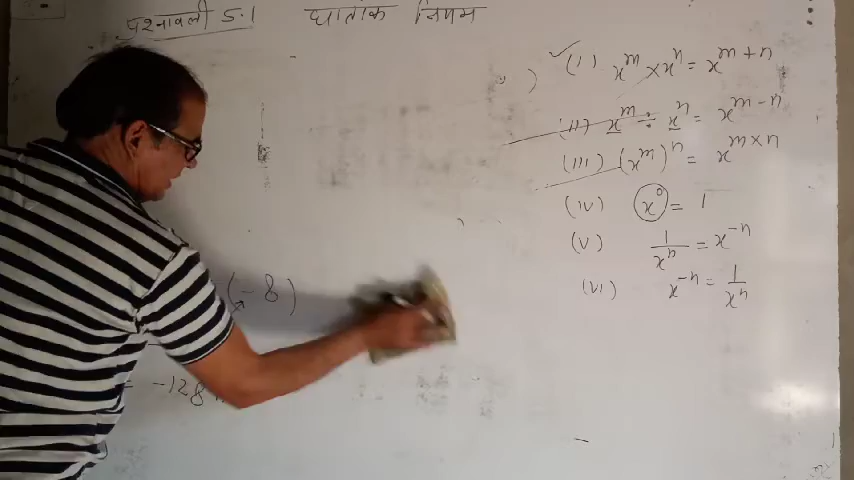 प्रश्नावली 5.1 घातांक नियम
(i) x^m × x^n = x^{m+n}
(ii) x^m ÷ x^n = x^{m-n}
(iii) (x^m)^n = x^{m×n}
(iv) x^0 = 1
(v) 1/x^n = x^{-n}
(vi) x^{-n} = 1/x^n
(-8)
= -128